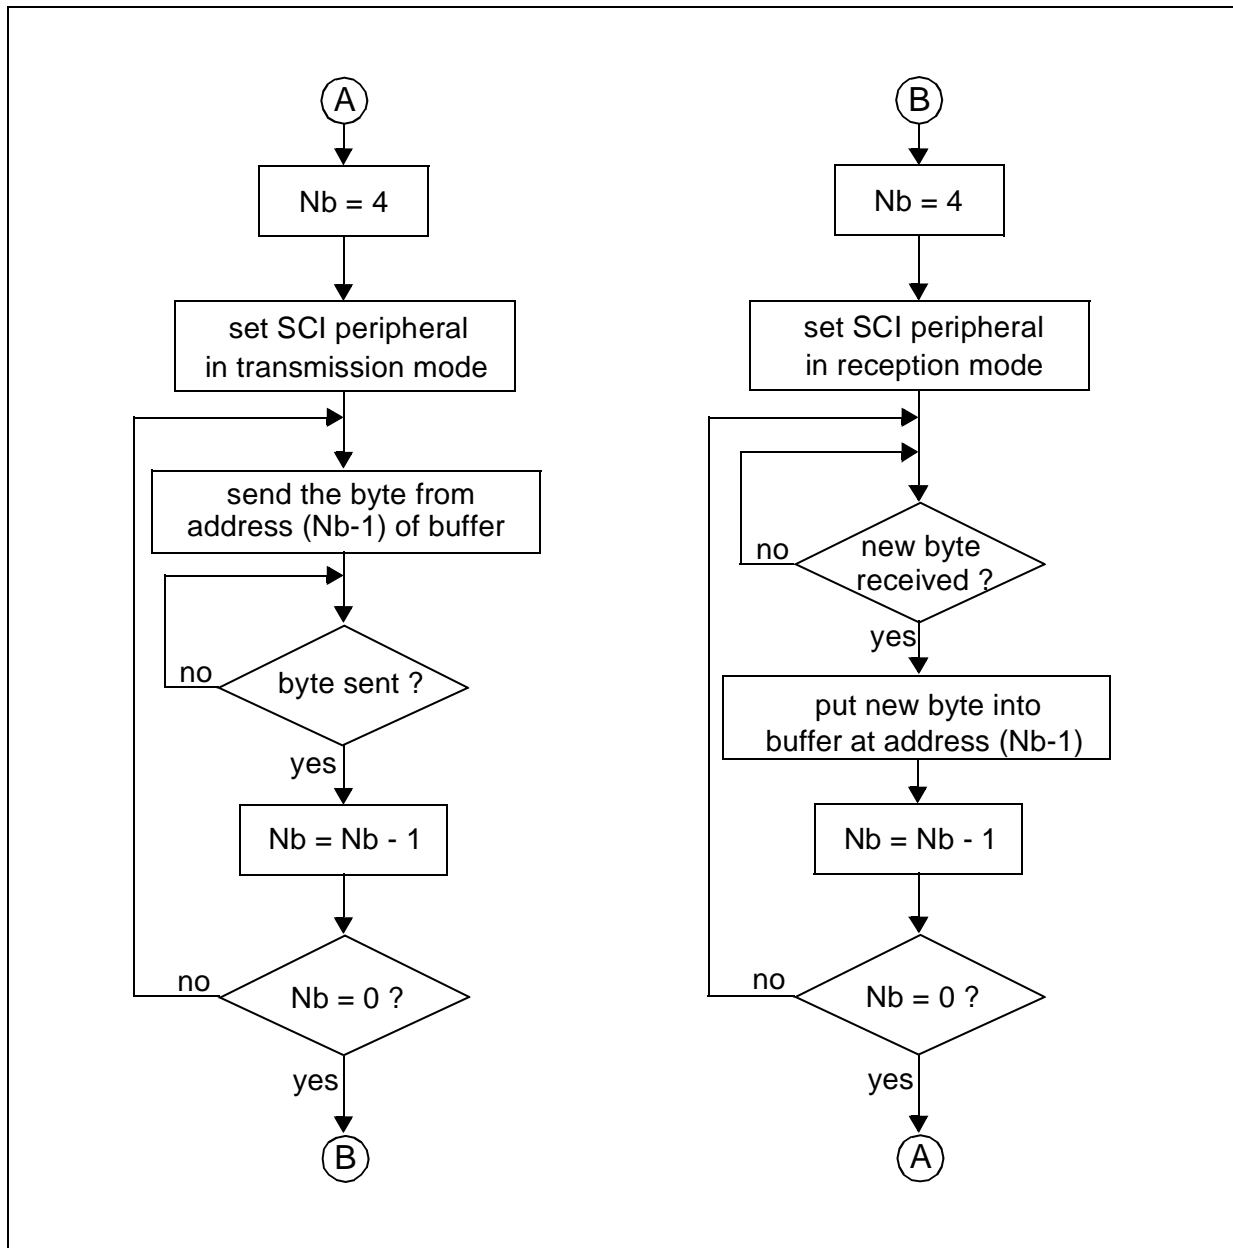 A
Nb = 4
set SCI peripheral
in transmission mode
send the byte from
address (Nb-1) of buffer
no
byte sent ?
yes
Nb = Nb - 1
no
Nb = 0 ?
yes
B
B
Nb = 4
set SCI peripheral
in reception mode
no
new byte
received ?
yes
put new byte into
buffer at address (Nb-1)
Nb = Nb - 1
no
Nb = 0 ?
yes
A